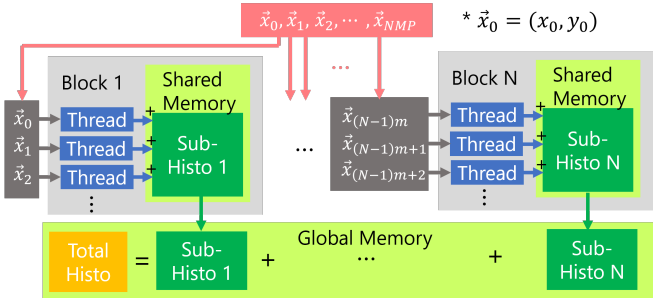 x⃗₀, x⃗₁, x⃗₂, ⋯ , x⃗_NMP
* x⃗₀ = (x₀, y₀)
...
Block 1
Shared
Memory
x⃗₀
x⃗₁
x⃗₂
Thread
Thread
Thread
⋮
+
+
+
Sub-
Histo 1
...
x⃗_(N−1)m
x⃗_(N−1)m+1
x⃗_(N−1)m+2
Block N
Shared
Memory
Thread
Thread
Thread
⋮
+
+
+
Sub-
Histo N
Global Memory
Total
Histo
=
Sub-
Histo 1
+
...
+
Sub-
Histo N